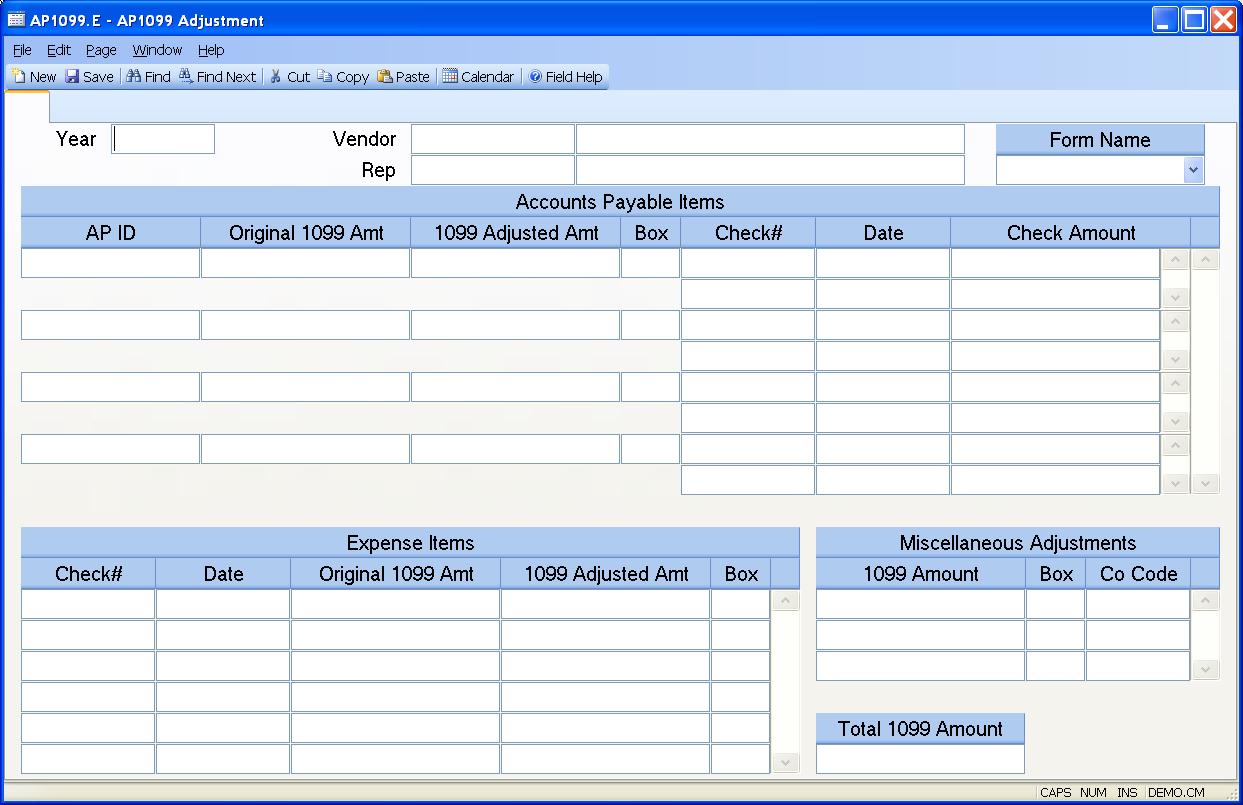 AP1099.E - AP1099 Adjustment
File Edit Page Window Help
New Save Find Find Next Cut Copy Paste Calendar Field Help
Year Vendor Form Name
Rep
Accounts Payable Items
AP ID Original 1099 Amt 1099 Adjusted Amt Box Check# Date Check Amount
Expense Items Miscellaneous Adjustments
Check# Date Original 1099 Amt 1099 Adjusted Amt Box 1099 Amount Box Co Code
Total 1099 Amount
CAPS NUM INS DEMO.CM